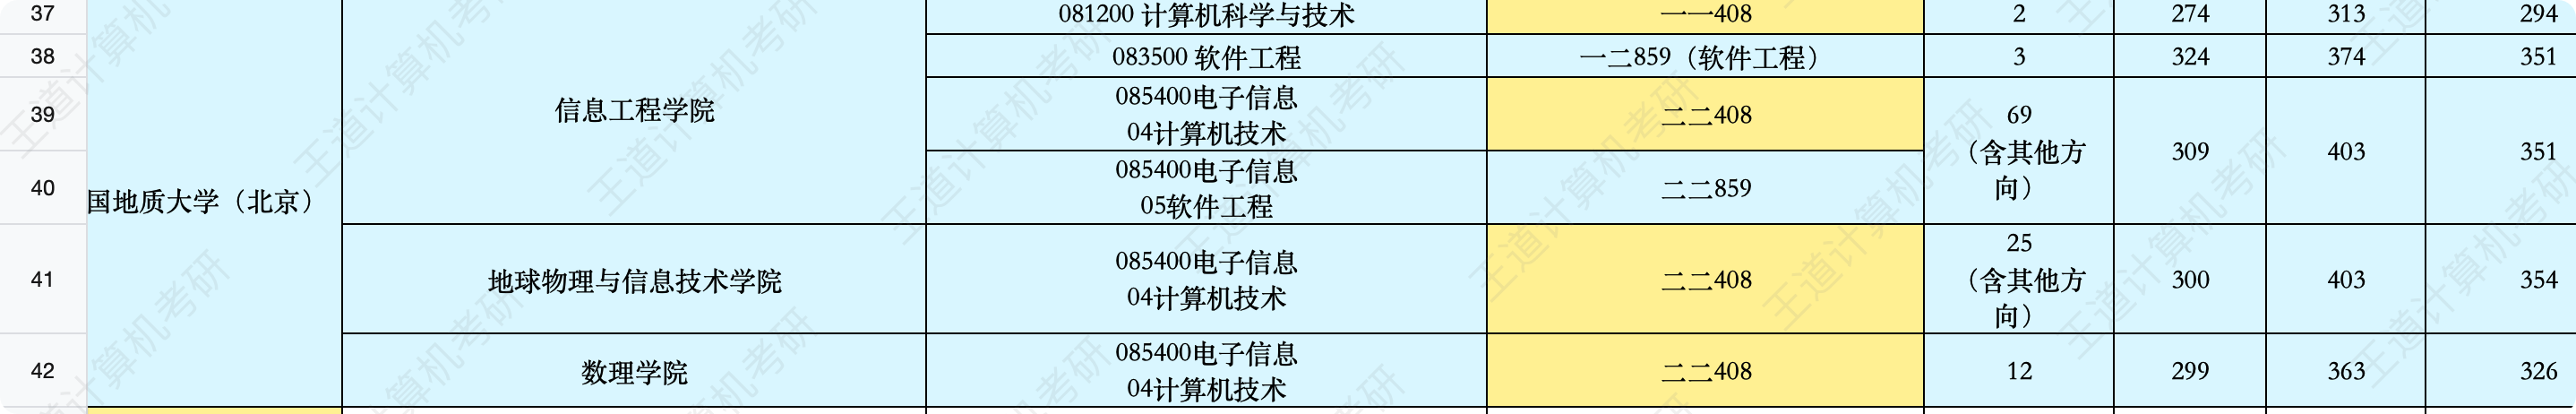 37
081200 计算机科学与技术
一一408
2
274
313
294
38
083500 软件工程
一二859（软件工程）
3
324
374
351
国地质大学（北京）
信息工程学院
39
085400电子信息
04计算机技术
二二408
69
（含其他方
向）
309
403
351
40
085400电子信息
05软件工程
二二859
41
地球物理与信息技术学院
085400电子信息
04计算机技术
二二408
25
（含其他方
向）
300
403
354
42
数理学院
085400电子信息
04计算机技术
二二408
12
299
363
326
王道计算机考研